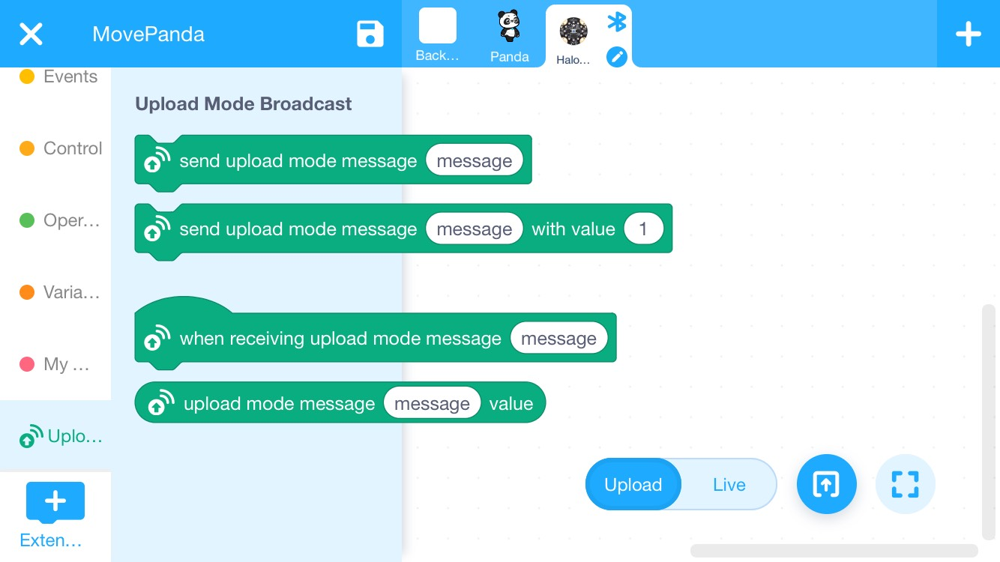 MovePanda
Back...
Panda
Halo...
Events
Control
Oper...
Varia...
My ...
Uplo...
Exten...
Upload Mode Broadcast
send upload mode message message
send upload mode message message with value 1
when receiving upload mode message message
upload mode message message value
Upload
Live